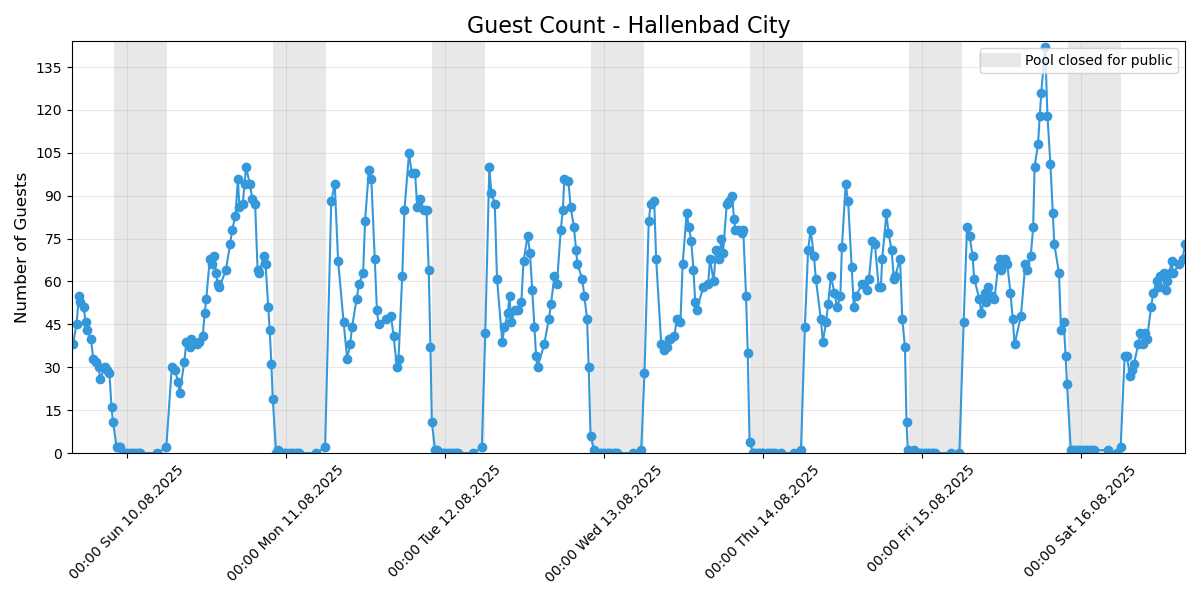 Guest Count - Hallenbad City
Pool closed for public
Number of Guests
135
120
105
90
75
60
45
30
15
0
00:00 Sun 10.08.2025
00:00 Mon 11.08.2025
00:00 Tue 12.08.2025
00:00 Wed 13.08.2025
00:00 Thu 14.08.2025
00:00 Fri 15.08.2025
00:00 Sat 16.08.2025